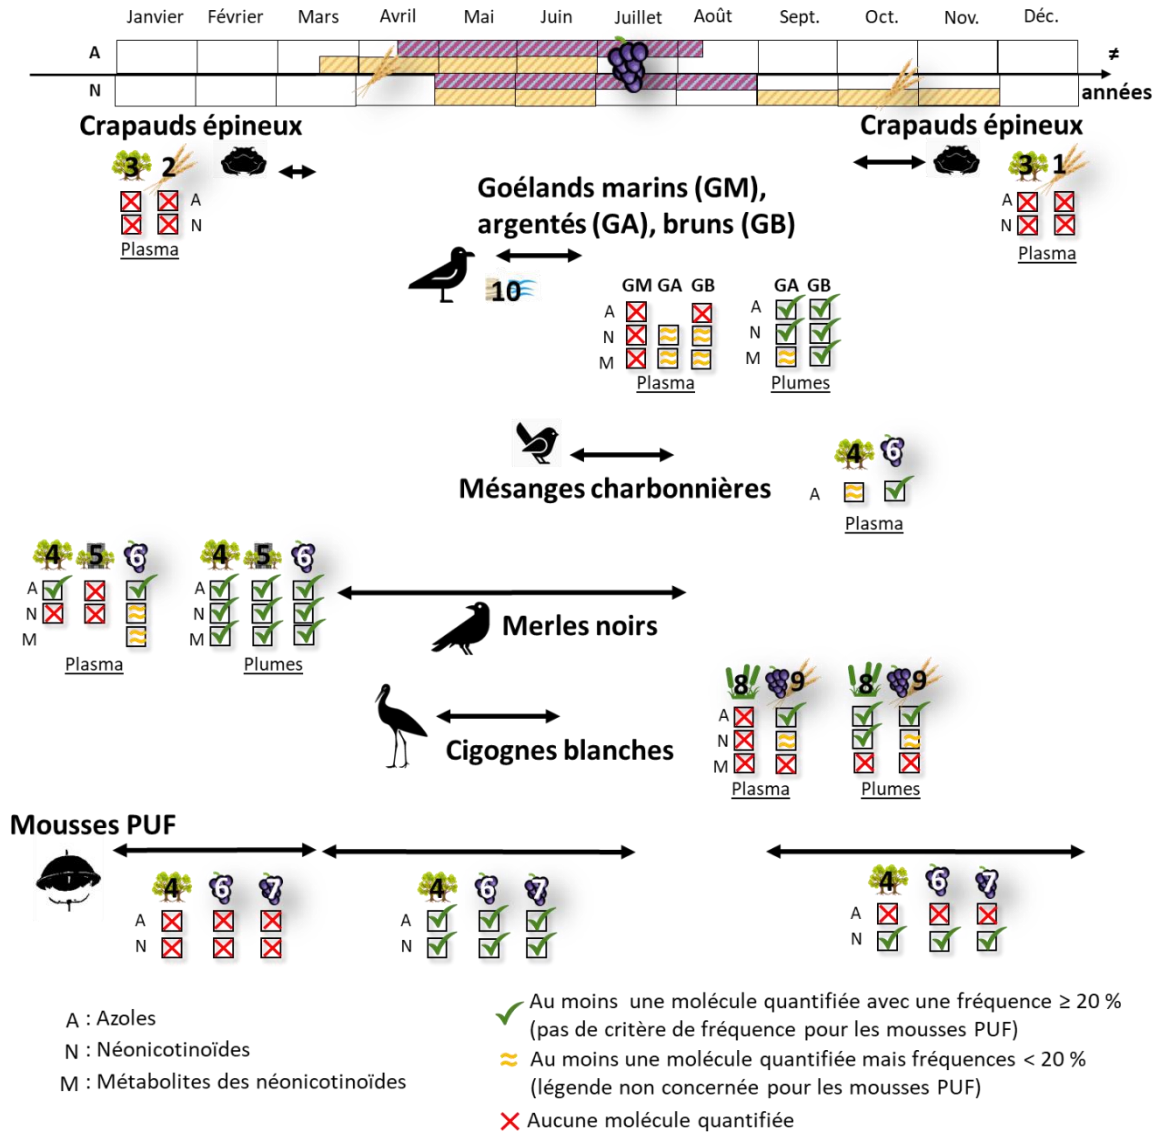 Janvier Février Mars Avril Mai Juin Juillet Août Sept. Oct. Nov. Déc.
A ≠
N années
Crapauds épineux
3 2
A
N
Plasma
Crapauds épineux
3 1
A
N
Plasma
Goélands marins (GM),
argentés (GA), bruns (GB)
10
GM GA GB
A
N
M
Plasma
GA GB
A
N
M
Plumes
Mésanges charbonnières
4 6
A
Plasma
4 5 6
A
N
M
Plasma
4 5 6
A
N
M
Plumes
Merles noirs
Cigognes blanches
8 9
A
N
M
Plasma
8 9
Plumes
Mousses PUF
4 6 7
A
N
4 6 7
A
N
4 6 7
A
N
A : Azoles
N : Néonicotinoïdes
M : Métabolites des néonicotinoïdes
Au moins une molécule quantifiée avec une fréquence ≥ 20 %
(pas de critère de fréquence pour les mousses PUF)
Au moins une molécule quantifiée mais fréquences < 20 %
(légende non concernée pour les mousses PUF)
Aucune molécule quantifiée